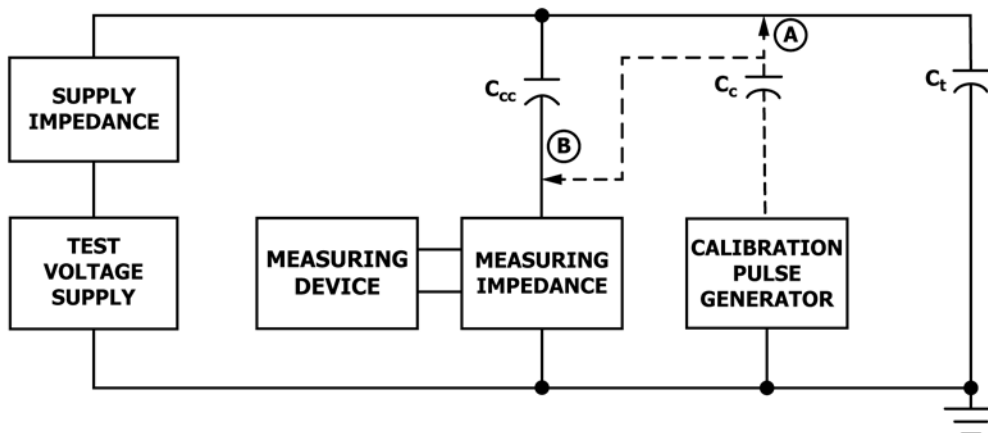 A
Ccc
Cc
Ct
SUPPLY
IMPEDANCE
B
TEST
VOLTAGE
SUPPLY
MEASURING
DEVICE
MEASURING
IMPEDANCE
CALIBRATION
PULSE
GENERATOR